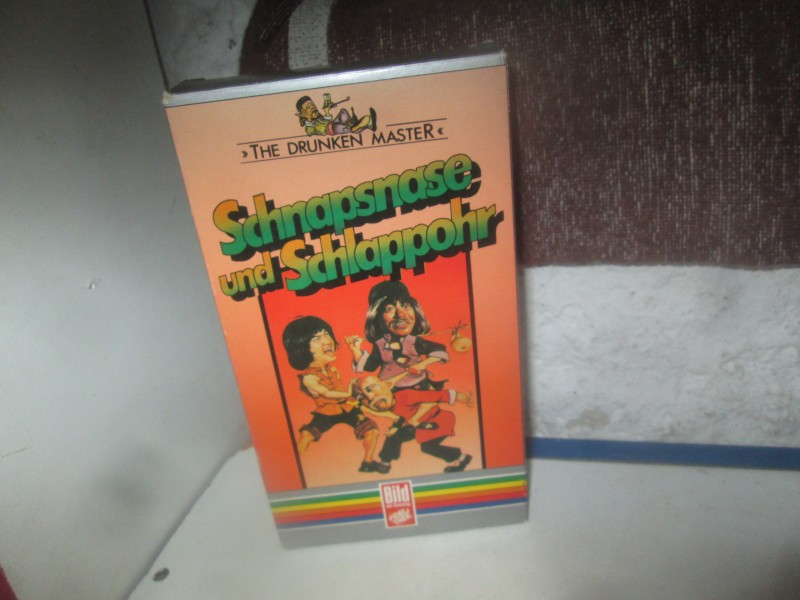 »THE DRUNKEN MASTER«
Schnapsnase
und Schlappohr
Bild